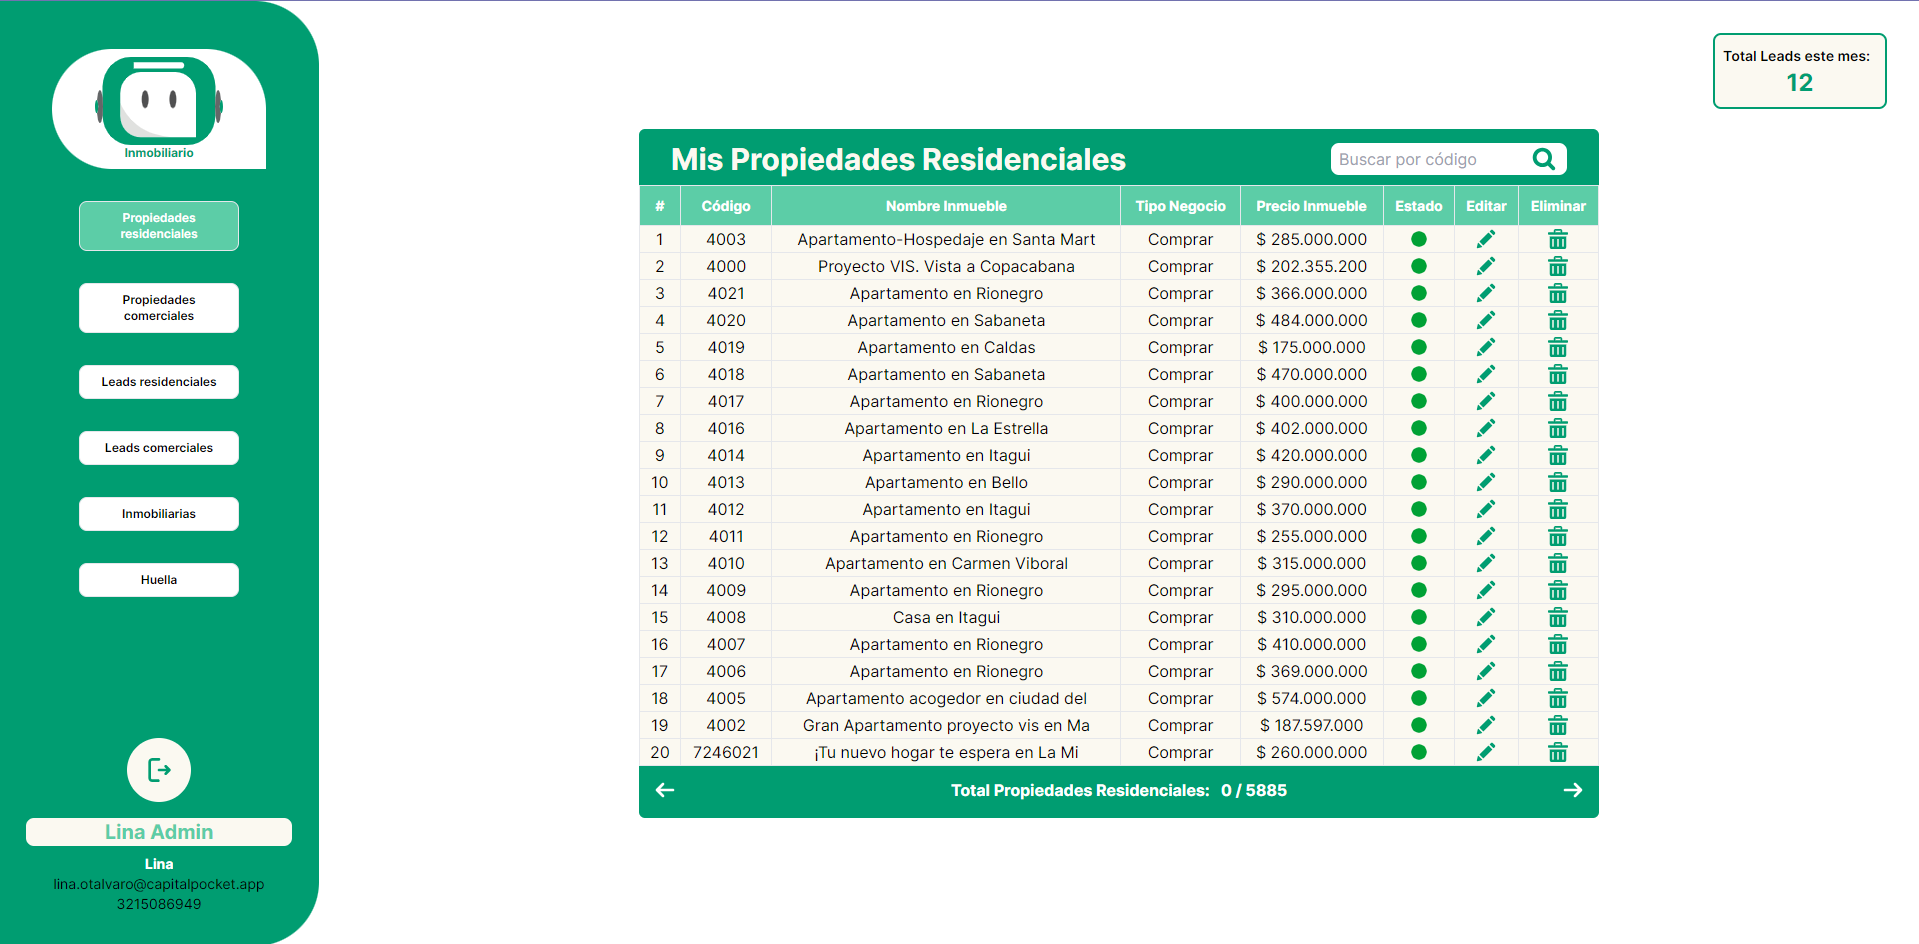 Inmobiliario
Propiedades
residenciales
Propiedades
comerciales
Leads residenciales
Leads comerciales
Inmobiliarias
Huella
Lina Admin
Lina
lina.otalvaro@capitalpocket.app
3215086949
Total Leads este mes:
12
Mis Propiedades Residenciales
Buscar por código
# Código Nombre Inmueble Tipo Negocio Precio Inmueble Estado Editar Eliminar
1 4003 Apartamento-Hospedaje en Santa Mart Comprar $ 285.000.000
2 4000 Proyecto VIS. Vista a Copacabana Comprar $ 202.355.200
3 4021 Apartamento en Rionegro Comprar $ 366.000.000
4 4020 Apartamento en Sabaneta Comprar $ 484.000.000
5 4019 Apartamento en Caldas Comprar $ 175.000.000
6 4018 Apartamento en Sabaneta Comprar $ 470.000.000
7 4017 Apartamento en Rionegro Comprar $ 400.000.000
8 4016 Apartamento en La Estrella Comprar $ 402.000.000
9 4014 Apartamento en Itagui Comprar $ 420.000.000
10 4013 Apartamento en Bello Comprar $ 290.000.000
11 4012 Apartamento en Itagui Comprar $ 370.000.000
12 4011 Apartamento en Rionegro Comprar $ 255.000.000
13 4010 Apartamento en Carmen Viboral Comprar $ 315.000.000
14 4009 Apartamento en Rionegro Comprar $ 295.000.000
15 4008 Casa en Itagui Comprar $ 310.000.000
16 4007 Apartamento en Rionegro Comprar $ 410.000.000
17 4006 Apartamento en Rionegro Comprar $ 369.000.000
18 4005 Apartamento acogedor en ciudad del Comprar $ 574.000.000
19 4002 Gran Apartamento proyecto vis en Ma Comprar $ 187.597.000
20 7246021 ¡Tu nuevo hogar te espera en La Mi Comprar $ 260.000.000
Total Propiedades Residenciales: 0 / 5885